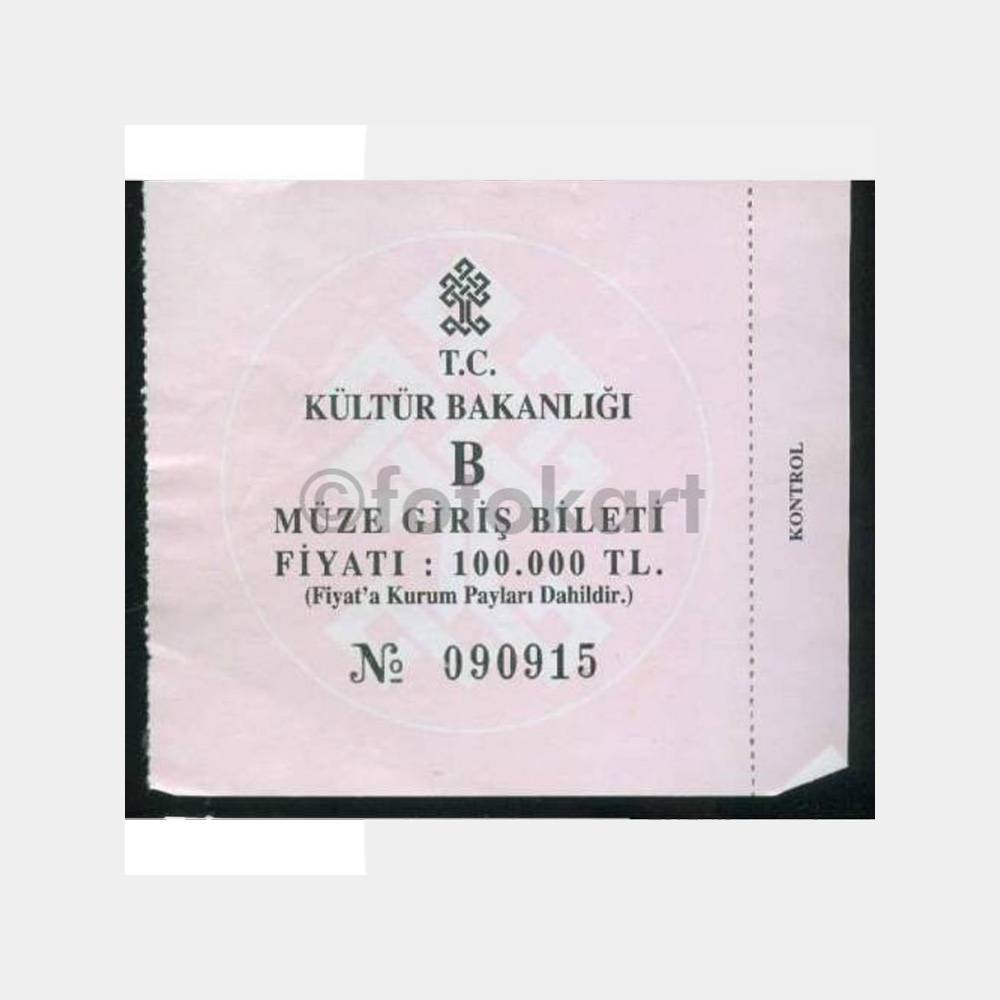 T.C.
KÜLTÜR BAKANLIĞI
B
©fotokart
MÜZE GİRİŞ BİLETİ
FİYATI : 100.000 TL.
(Fiyat'a Kurum Payları Dahildir.)
№ 090915
KONTROL